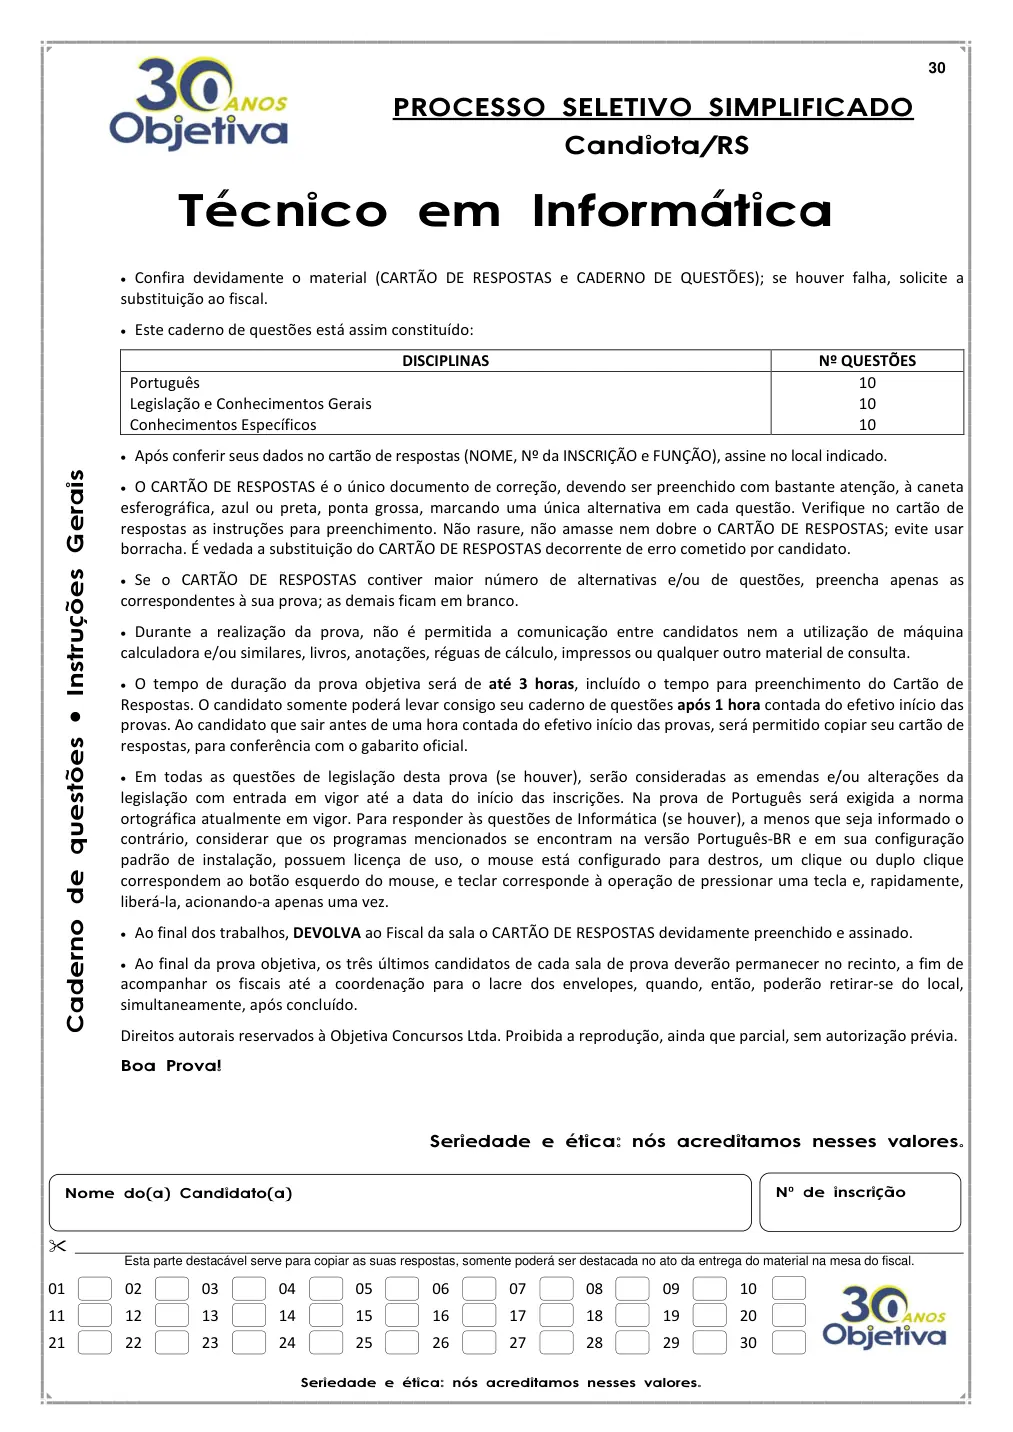 30 ANOS
Objetiva
30
PROCESSO SELETIVO SIMPLIFICADO
Candiota/RS
Técnico em Informática
Caderno de questões • Instruções Gerais
• Confira devidamente o material (CARTÃO DE RESPOSTAS e CADERNO DE QUESTÕES); se houver falha, solicite a
substituição ao fiscal.
• Este caderno de questões está assim constituído:
DISCIPLINAS Nº QUESTÕES
Português 10
Legislação e Conhecimentos Gerais 10
Conhecimentos Específicos 10
• Após conferir seus dados no cartão de respostas (NOME, Nº da INSCRIÇÃO e FUNÇÃO), assine no local indicado.
• O CARTÃO DE RESPOSTAS é o único documento de correção, devendo ser preenchido com bastante atenção, à caneta
esferográfica, azul ou preta, ponta grossa, marcando uma única alternativa em cada questão. Verifique no cartão de
respostas as instruções para preenchimento. Não rasure, não amasse nem dobre o CARTÃO DE RESPOSTAS; evite usar
borracha. É vedada a substituição do CARTÃO DE RESPOSTAS decorrente de erro cometido por candidato.
• Se o CARTÃO DE RESPOSTAS contiver maior número de alternativas e/ou de questões, preencha apenas as
correspondentes à sua prova; as demais ficam em branco.
• Durante a realização da prova, não é permitida a comunicação entre candidatos nem a utilização de máquina
calculadora e/ou similares, livros, anotações, réguas de cálculo, impressos ou qualquer outro material de consulta.
• O tempo de duração da prova objetiva será de até 3 horas, incluído o tempo para preenchimento do Cartão de
Respostas. O candidato somente poderá levar consigo seu caderno de questões após 1 hora contada do efetivo início das
provas. Ao candidato que sair antes de uma hora contada do efetivo início das provas, será permitido copiar seu cartão de
respostas, para conferência com o gabarito oficial.
• Em todas as questões de legislação desta prova (se houver), serão consideradas as emendas e/ou alterações da
legislação com entrada em vigor até a data do início das inscrições. Na prova de Português será exigida a norma
ortográfica atualmente em vigor. Para responder às questões de Informática (se houver), a menos que seja informado o
contrário, considerar que os programas mencionados se encontram na versão Português-BR e em sua configuração
padrão de instalação, possuem licença de uso, o mouse está configurado para destros, um clique ou duplo clique
correspondem ao botão esquerdo do mouse, e teclar corresponde à operação de pressionar uma tecla e, rapidamente,
liberá-la, acionando-a apenas uma vez.
• Ao final dos trabalhos, DEVOLVA ao Fiscal da sala o CARTÃO DE RESPOSTAS devidamente preenchido e assinado.
• Ao final da prova objetiva, os três últimos candidatos de cada sala de prova deverão permanecer no recinto, a fim de
acompanhar os fiscais até a coordenação para o lacre dos envelopes, quando, então, poderão retirar-se do local,
simultaneamente, após concluído.
Direitos autorais reservados à Objetiva Concursos Ltda. Proibida a reprodução, ainda que parcial, sem autorização prévia.
Boa Prova!
Seriedade e ética: nós acreditamos nesses valores.
Nome do(a) Candidato(a) Nº de inscrição
Esta parte destacável serve para copiar as suas respostas, somente poderá ser destacada no ato da entrega do material na mesa do fiscal.
01 02 03 04 05 06 07 08 09 10
11 12 13 14 15 16 17 18 19 20
21 22 23 24 25 26 27 28 29 30
30 ANOS
Objetiva
Seriedade e ética: nós acreditamos nesses valores.